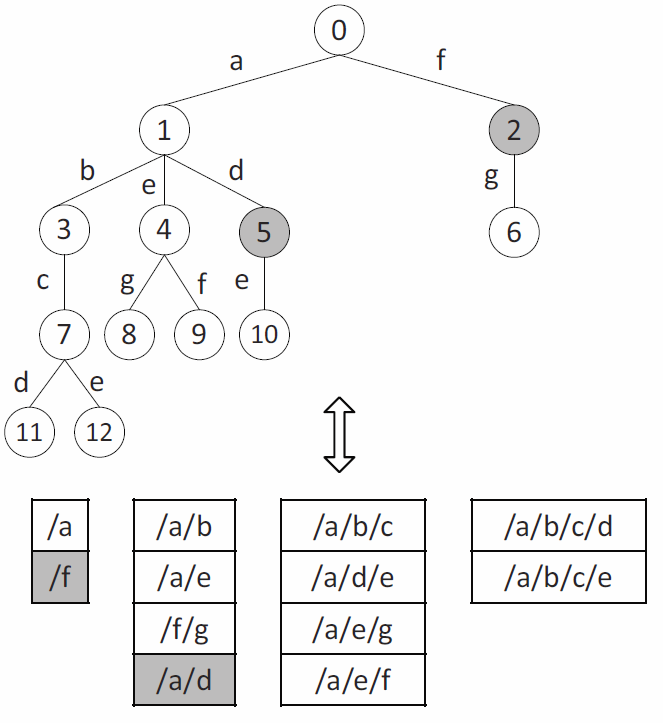 0
a f
1 2
b e d g
3 4 5 6
c g f e
7 8 9 10
d e
11 12
/a /a/b /a/b/c /a/b/c/d
/f /a/e /a/d/e /a/b/c/e
/f/g /a/e/g
/a/d /a/e/f